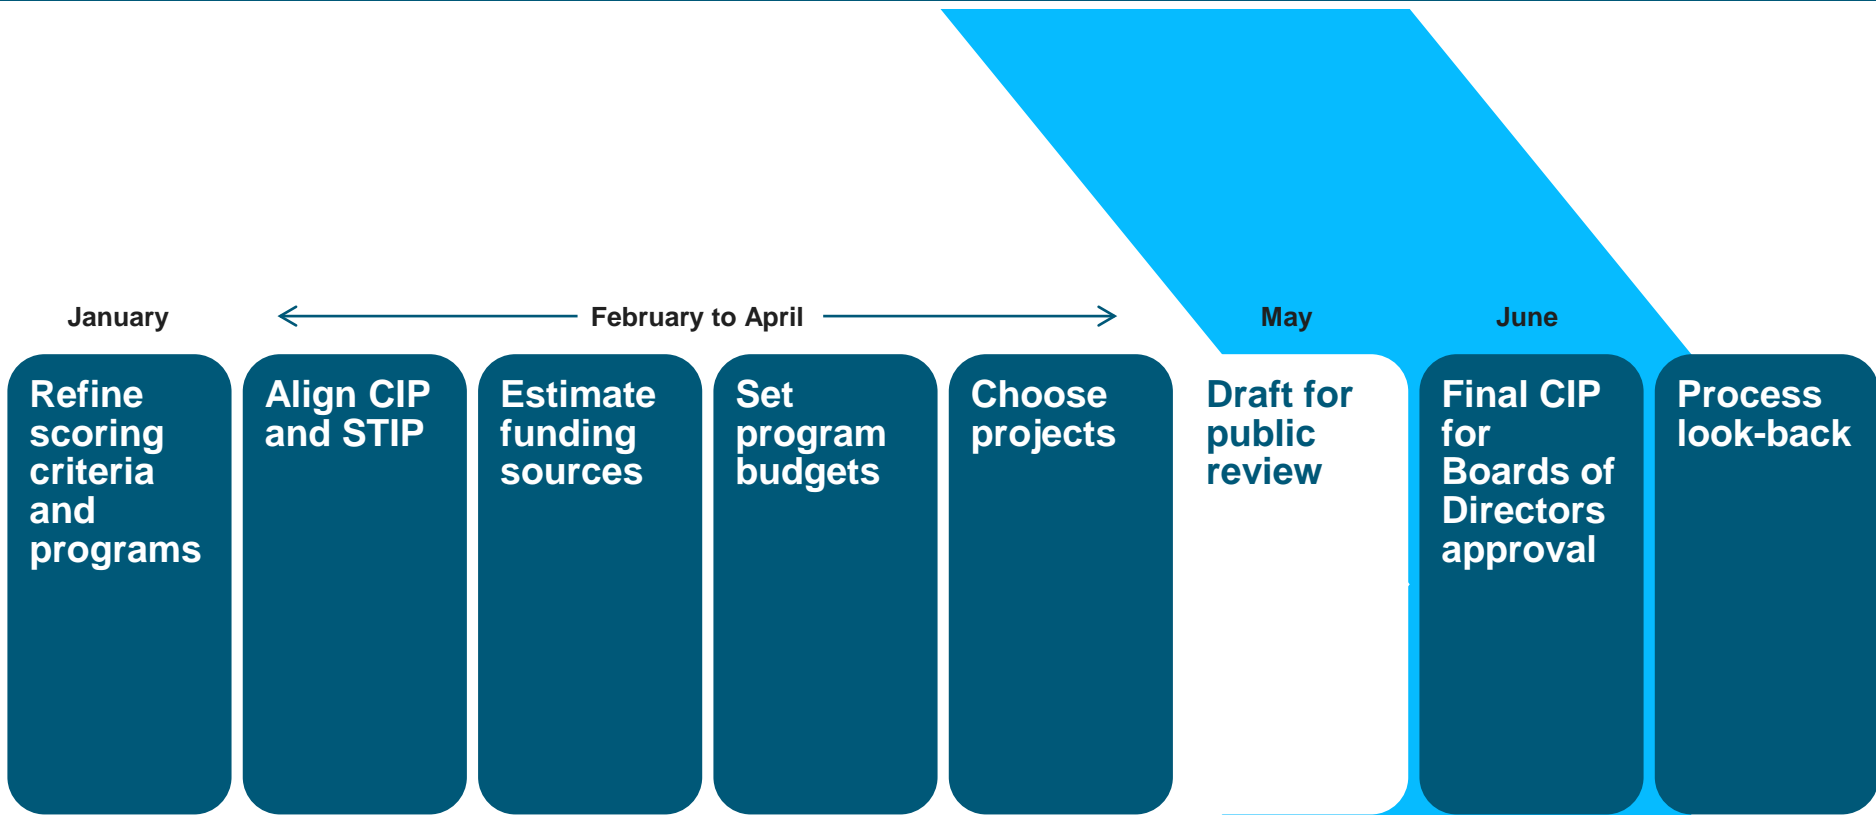 January
February to April
May
June
Refine
scoring
criteria
and
programs
Align CIP
and STIP
Estimate
funding
sources
Set
program
budgets
Choose
projects
Draft for
public
review
Final CIP
for
Boards of
Directors
approval
Process
look-back